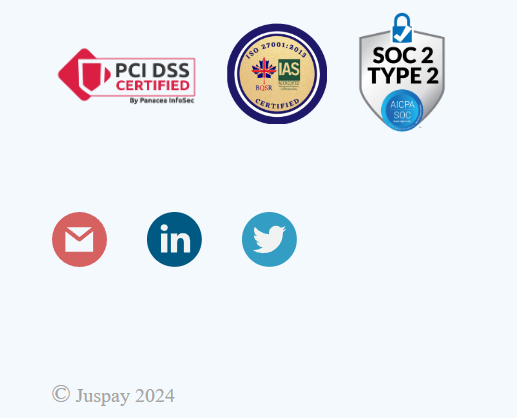 PCI DSS
CERTIFIED
By Panacea InfoSec
ISO 27001:2013
BQSR
IAS
ACCREDITED
CERTIFIED
SOC 2
TYPE 2
AICPA
SOC
in
© Juspay 2024